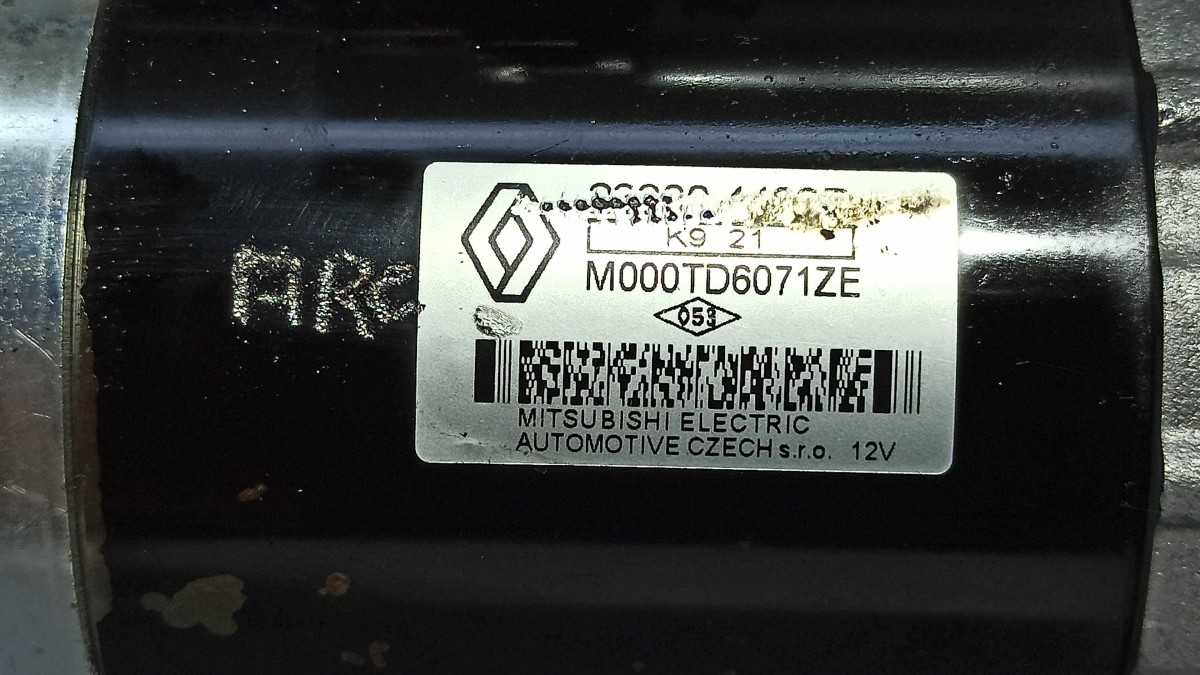 K9 21
M000TD6071ZE
053
MITSUBISHI ELECTRIC
AUTOMOTIVE CZECH s.r.o. 12V